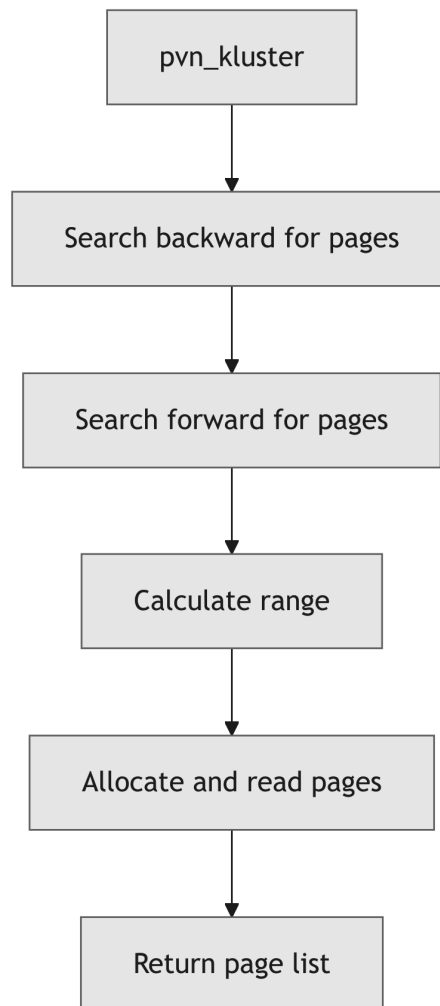 pvn_kluster
Search backward for pages
Search forward for pages
Calculate range
Allocate and read pages
Return page list